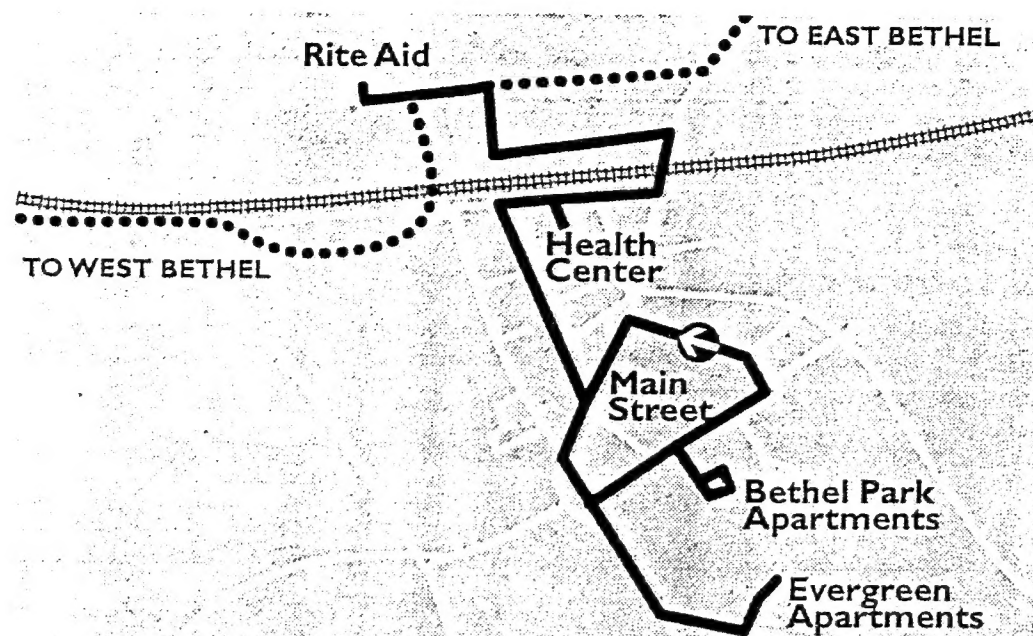 TO EAST BETHEL
Rite Aid
TO WEST BETHEL
Health
Center
Main
Street
Bethel Park
Apartments
Evergreen
Apartments